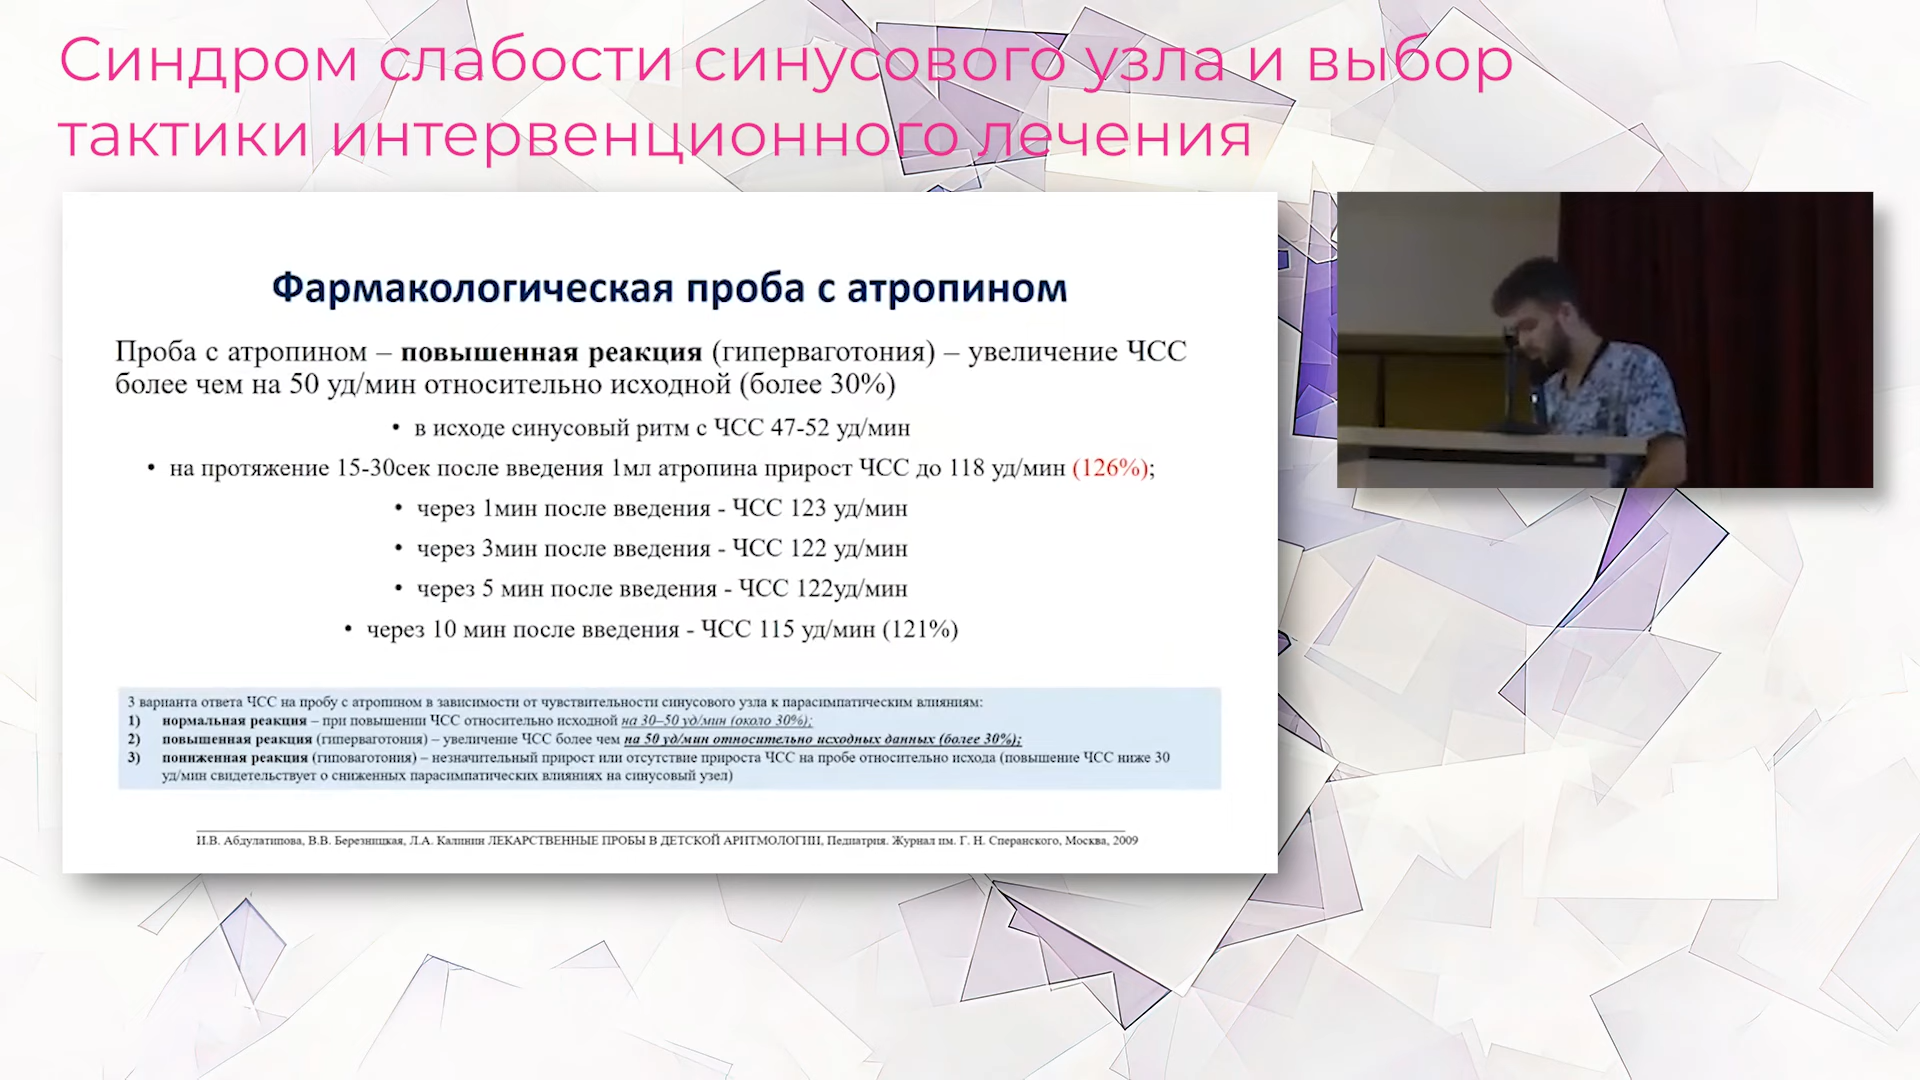 Синдром слабости синусового узла и выбор
тактики интервенционного лечения
Фармакологическая проба с атропином
Проба с атропином – повышенная реакция (гиперваготония) – увеличение ЧСС
более чем на 50 уд/мин относительно исходной (более 30%)
• в исходе синусовый ритм с ЧСС 47-52 уд/мин
• на протяжение 15-30сек после введения 1мл атропина прирост ЧСС до 118 уд/мин (126%);
• через 1мин после введения - ЧСС 123 уд/мин
• через 3мин после введения - ЧСС 122 уд/мин
• через 5 мин после введения - ЧСС 122уд/мин
• через 10 мин после введения - ЧСС 115 уд/мин (121%)
3 варианта ответа ЧСС на пробу с атропином в зависимости от чувствительности синусового узла к парасимпатическим влияниям:
1) нормальная реакция – при повышении ЧСС относительно исходной на 30–50 уд/мин (около 30%);
2) повышенная реакция (гиперваготония) – увеличение ЧСС более чем на 50 уд/мин относительно исходных данных (более 30%);
3) пониженная реакция (гиповаготония) – незначительный прирост или отсутствие прироста ЧСС на пробе относительно исхода (повышение ЧСС ниже 30
уд/мин свидетельствует о сниженных парасимпатических влияниях на синусовый узел)
И.В. Абдулатипова, В.В. Березницкая, Л.А. Калинин ЛЕКАРСТВЕННЫЕ ПРОБЫ В ДЕТСКОЙ АРИТМОЛОГИИ, Педиатрия. Журнал им. Г. Н. Сперанского, Москва, 2009